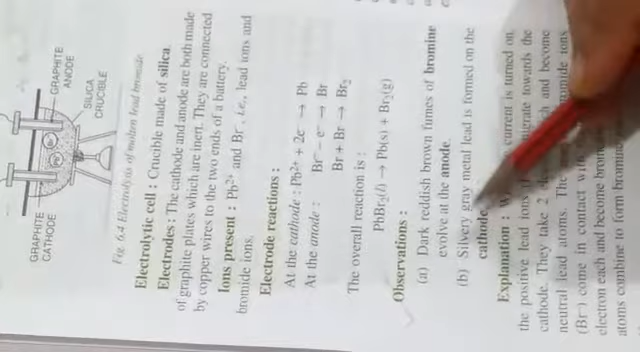 GRAPHITE
ANODE
SILICA
CRUCIBLE
GRAPHITE
CATHODE
Fig. 6.4 Electrolysis of molten lead bromide
Electrolytic cell : Crucible made of silica.
Electrodes : The cathode and anode are both made
of graphite plates which are inert. They are connected
by copper wires to the two ends of a battery.
Ions present : Pb²⁺ and Br⁻, i.e., lead ions and
bromide ions.
Electrode reactions :
At the cathode : Pb²⁺ + 2e⁻ → Pb
At the anode : Br⁻ – e⁻ → Br
Br + Br → Br₂
The overall reaction is :
PbBr₂(l) → Pb(s) + Br₂(g)
Observations :
(a) Dark reddish brown fumes of bromine
evolve at the anode.
(b) Silvery gray metal lead is formed on the
cathode
Explanation : current is turned on,
the positive lead ions migrate towards the
cathode. They take 2 each and become
neutral lead atoms. The bromide ions
(Br⁻) come in contact
electron each and become
atoms combine to form